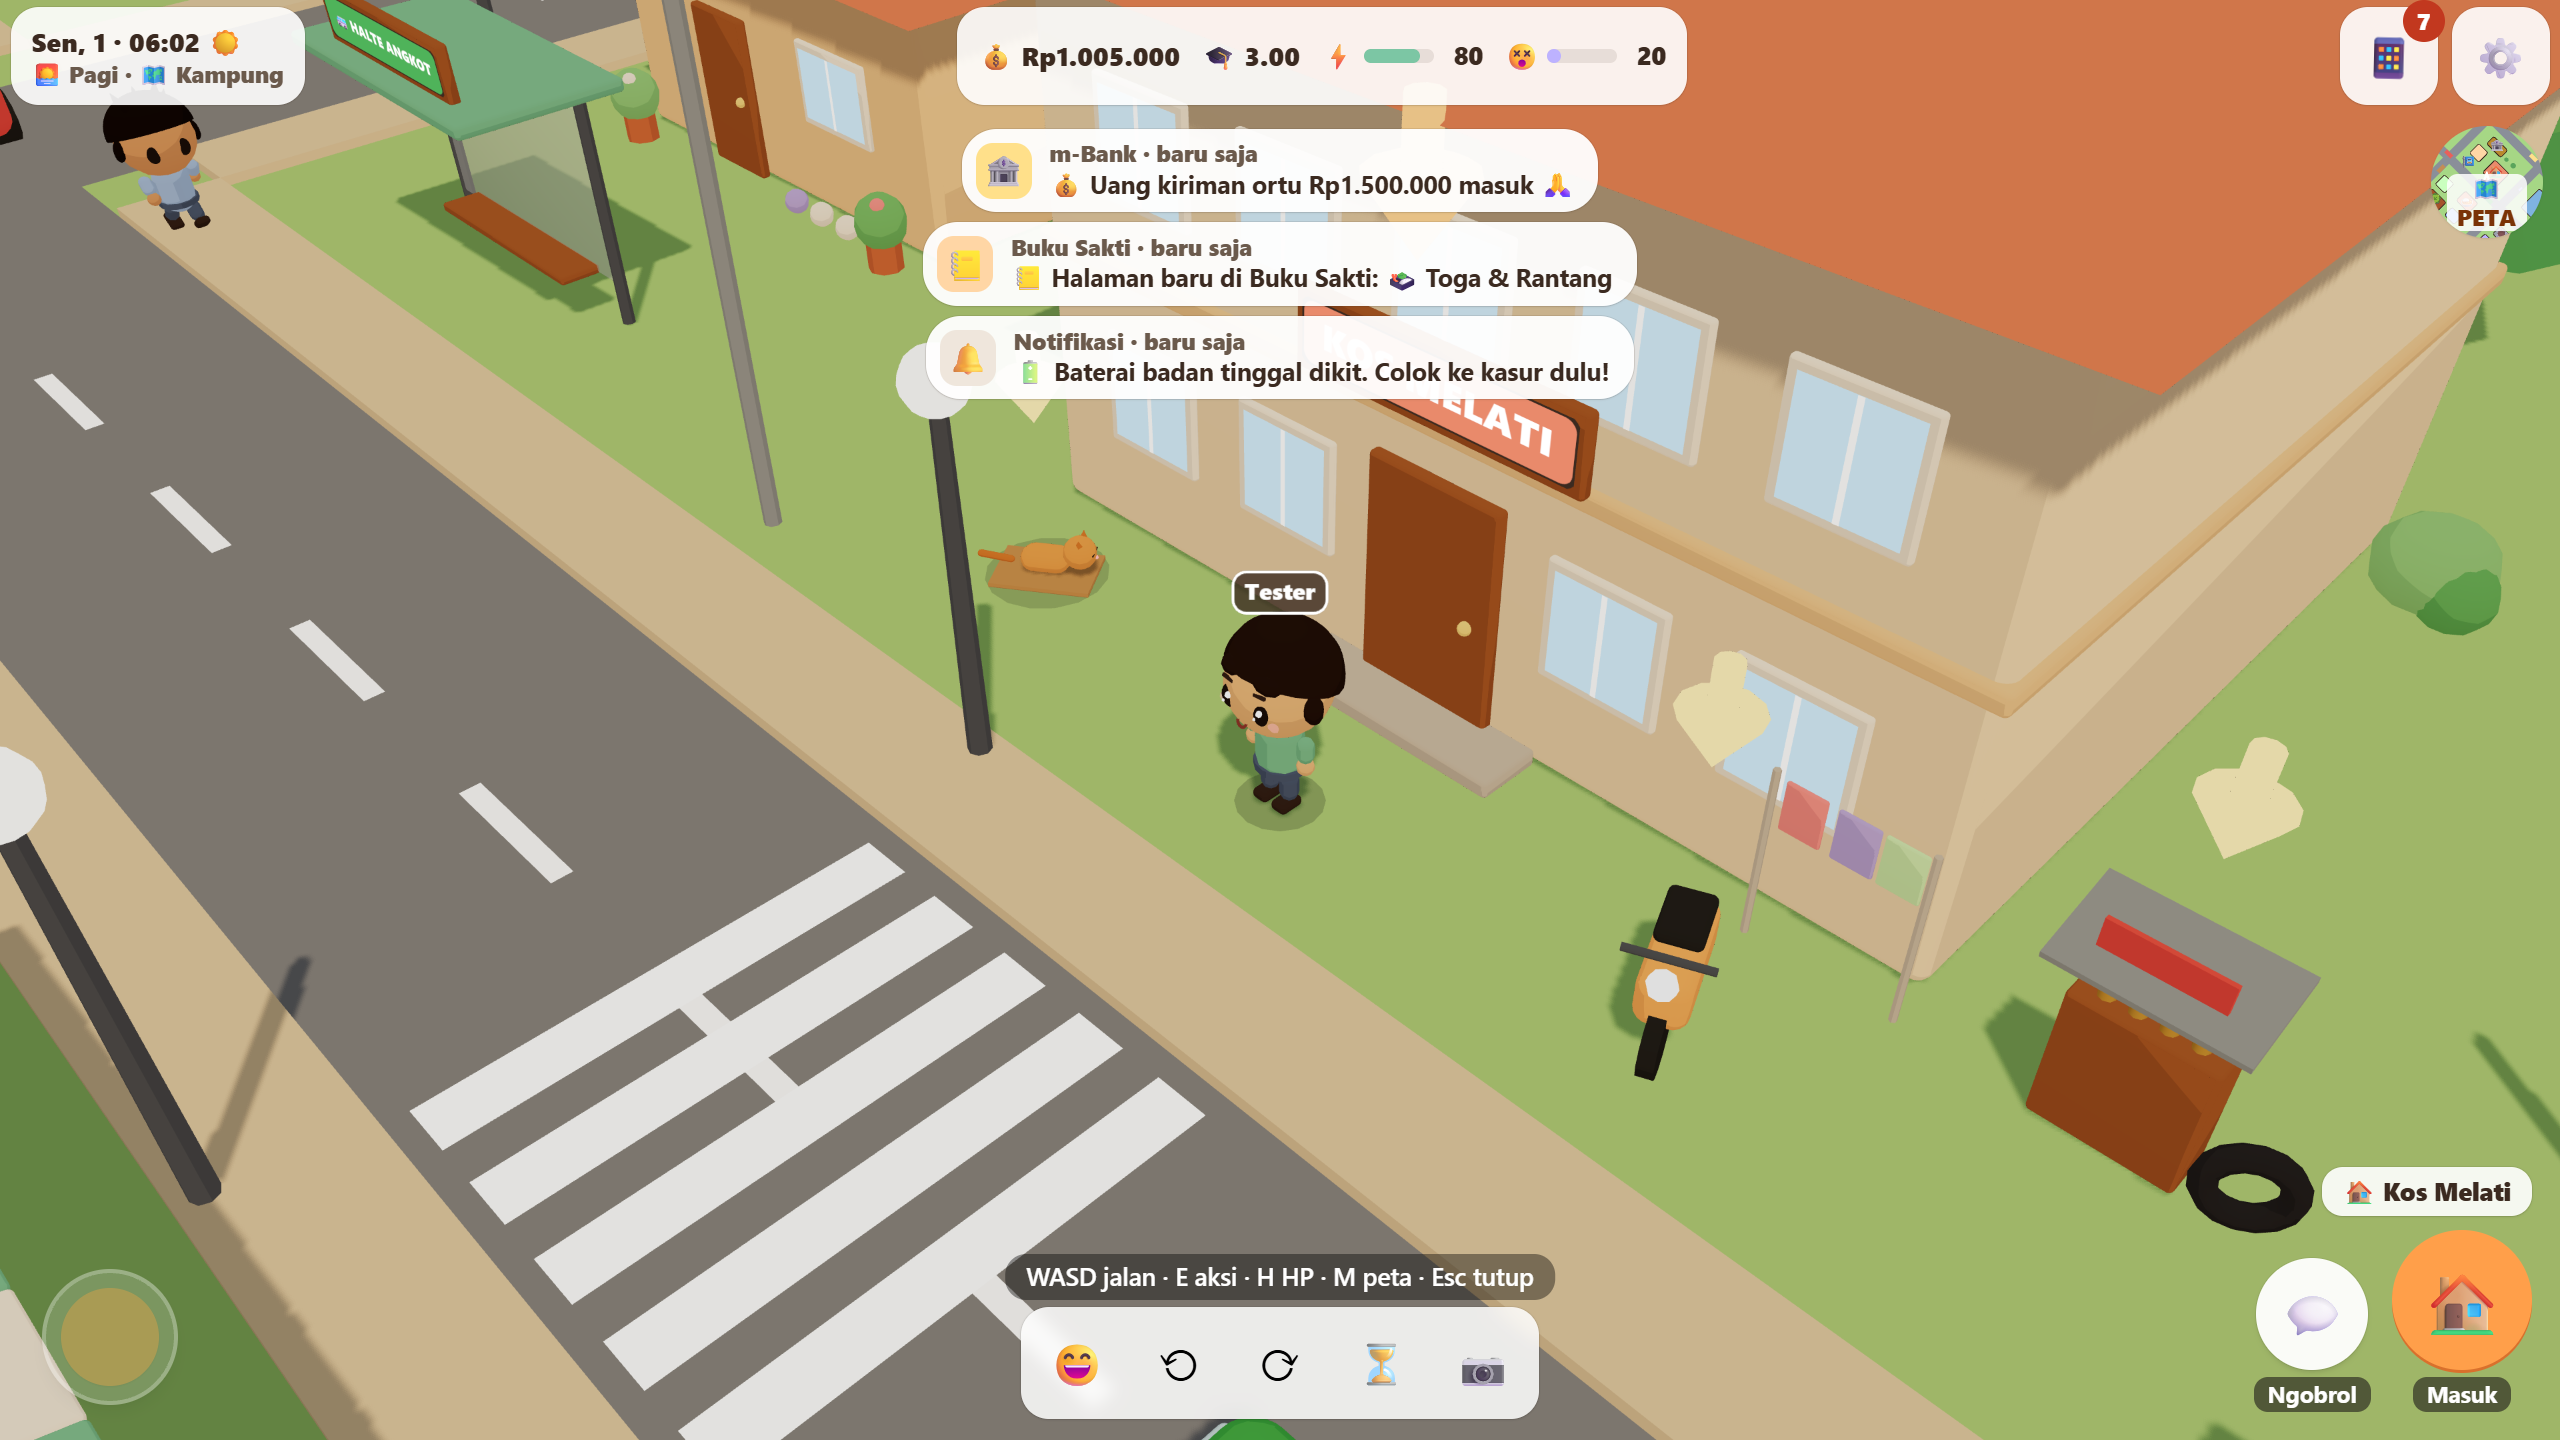 Sen, 1 · 06:02
Pagi · Kampung
HALTE ANGKOT
Rp1.005.000 3.00 80 20
7
m-Bank · baru saja
Uang kiriman ortu Rp1.500.000 masuk
Buku Sakti · baru saja
Halaman baru di Buku Sakti: Toga & Rantang
Notifikasi · baru saja
Baterai badan tinggal dikit. Colok ke kasur dulu!
PETA
KOS MELATI
Tester
Kos Melati
WASD jalan · E aksi · H HP · M peta · Esc tutup
Ngobrol
Masuk